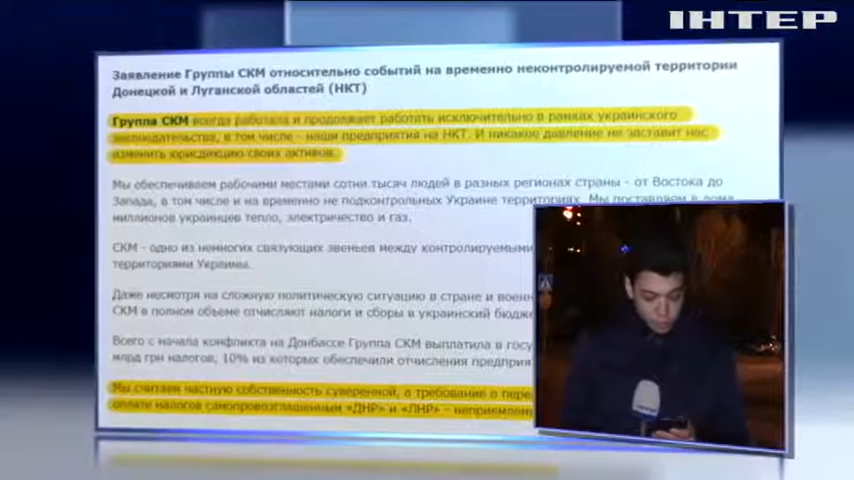 ІНТЕР
Заявление Группы СКМ относительно событий на временно неконтролируемой территории
Донецкой и Луганской областей (НКТ)
Группа СКМ всегда работала и продолжает работать исключительно в рамках украинского
законодательства, в том числе - наши предприятия на НКТ. И никакое давление не заставит нас
изменить юрисдикцию своих активов.
Мы обеспечиваем рабочими местами сотни тысяч людей в разных регионах страны - от Востока до
Запада, в том числе и на временно не подконтрольных Украине территориях. Мы поставляем в дома
миллионов украинцев тепло, электричество и газ.
СКМ - одно из немногих связующих звеньев между контролируемыми
территориями Украины.
Даже несмотря на сложную политическую ситуацию в стране и
СКМ в полном объеме отчисляют налоги и сборы в украинский
Всего с начала конфликта на Донбассе Группа СКМ выплатила в
млрд грн налогов, 10% из которых обеспечили отчисления
Мы считаем частную собственность суверенной, а требование о
оплате налогов самопровозглашенным «ДНР» и «ЛНР» -